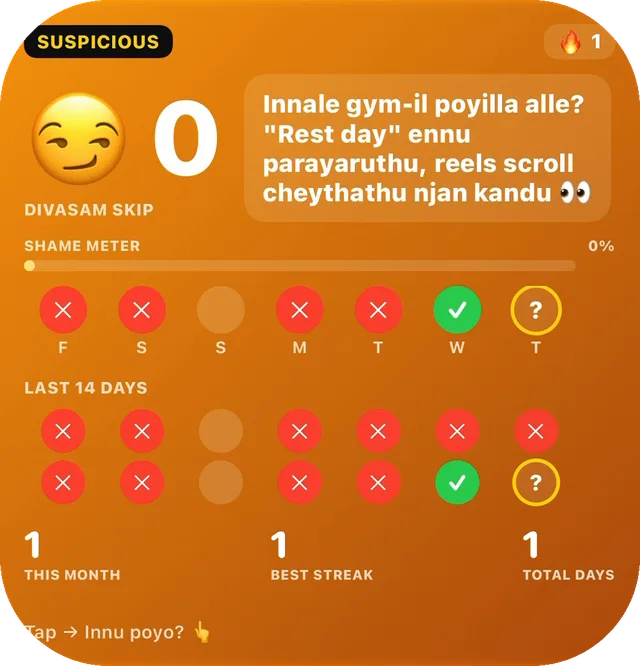 SUSPICIOUS
🔥 1
😏 0
DIVASAM SKIP
Innale gym-il poyilla alle?
"Rest day" ennu
parayaruthu, reels scroll
cheythathu njan kandu 👀
SHAME METER
0%
F S S M T W T
?
LAST 14 DAYS
?
1 1 1
THIS MONTH BEST STREAK TOTAL DAYS
Tap → Innu poyo? 👆